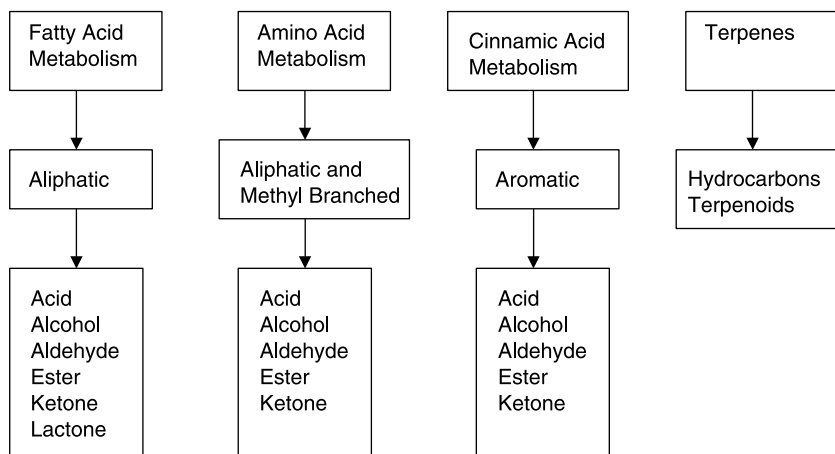 Fatty Acid
Metabolism
Amino Acid
Metabolism
Cinnamic Acid
Metabolism
Terpenes
Aliphatic
Aliphatic and
Methyl Branched
Aromatic
Hydrocarbons
Terpenoids
Acid
Alcohol
Aldehyde
Ester
Ketone
Lactone
Acid
Alcohol
Aldehyde
Ester
Ketone
Acid
Alcohol
Aldehyde
Ester
Ketone